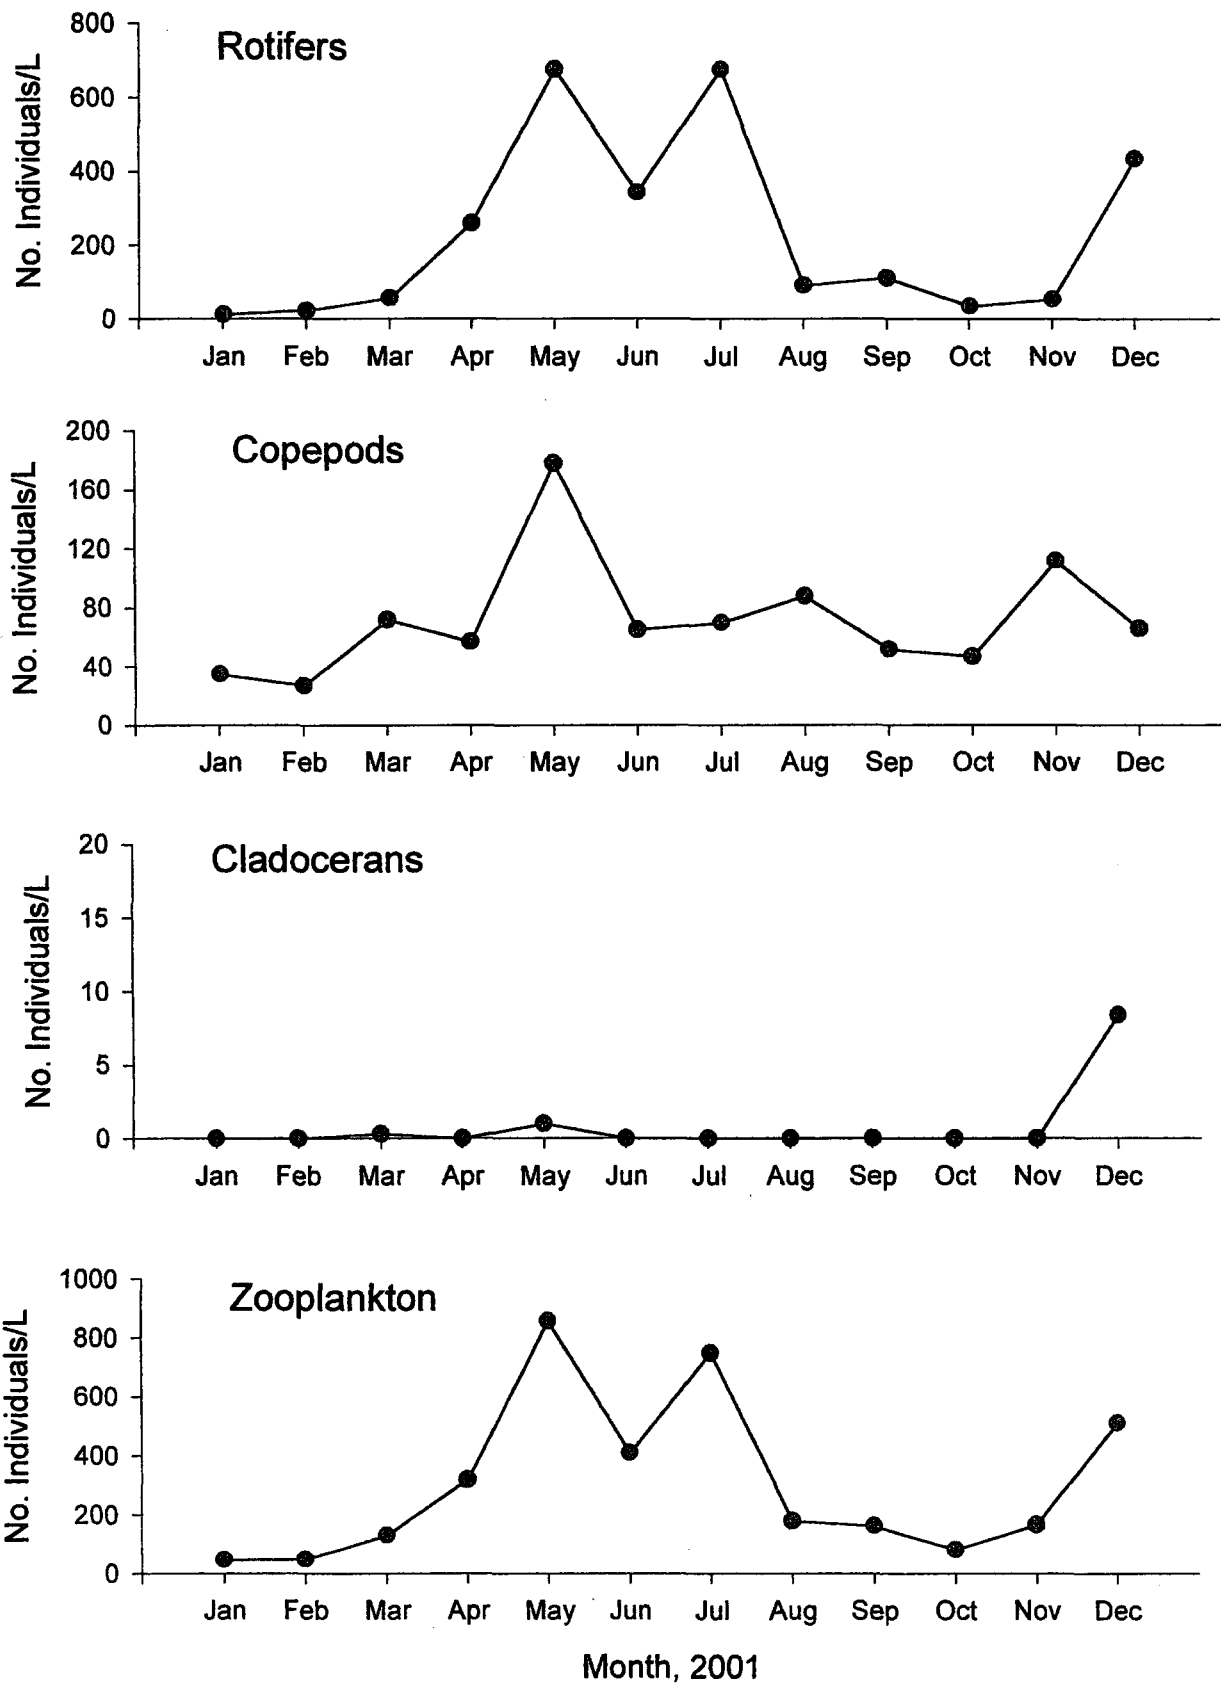 Rotifers
No. Individuals/L
800
600
400
200
0
Jan Feb Mar Apr May Jun Jul Aug Sep Oct Nov Dec
Copepods
No. Individuals/L
200
160
120
80
40
0
Jan Feb Mar Apr May Jun Jul Aug Sep Oct Nov Dec
Cladocerans
No. Individuals/L
20
15
10
5
0
Jan Feb Mar Apr May Jun Jul Aug Sep Oct Nov Dec
Zooplankton
No. Individuals/L
1000
800
600
400
200
0
Jan Feb Mar Apr May Jun Jul Aug Sep Oct Nov Dec
Month, 2001